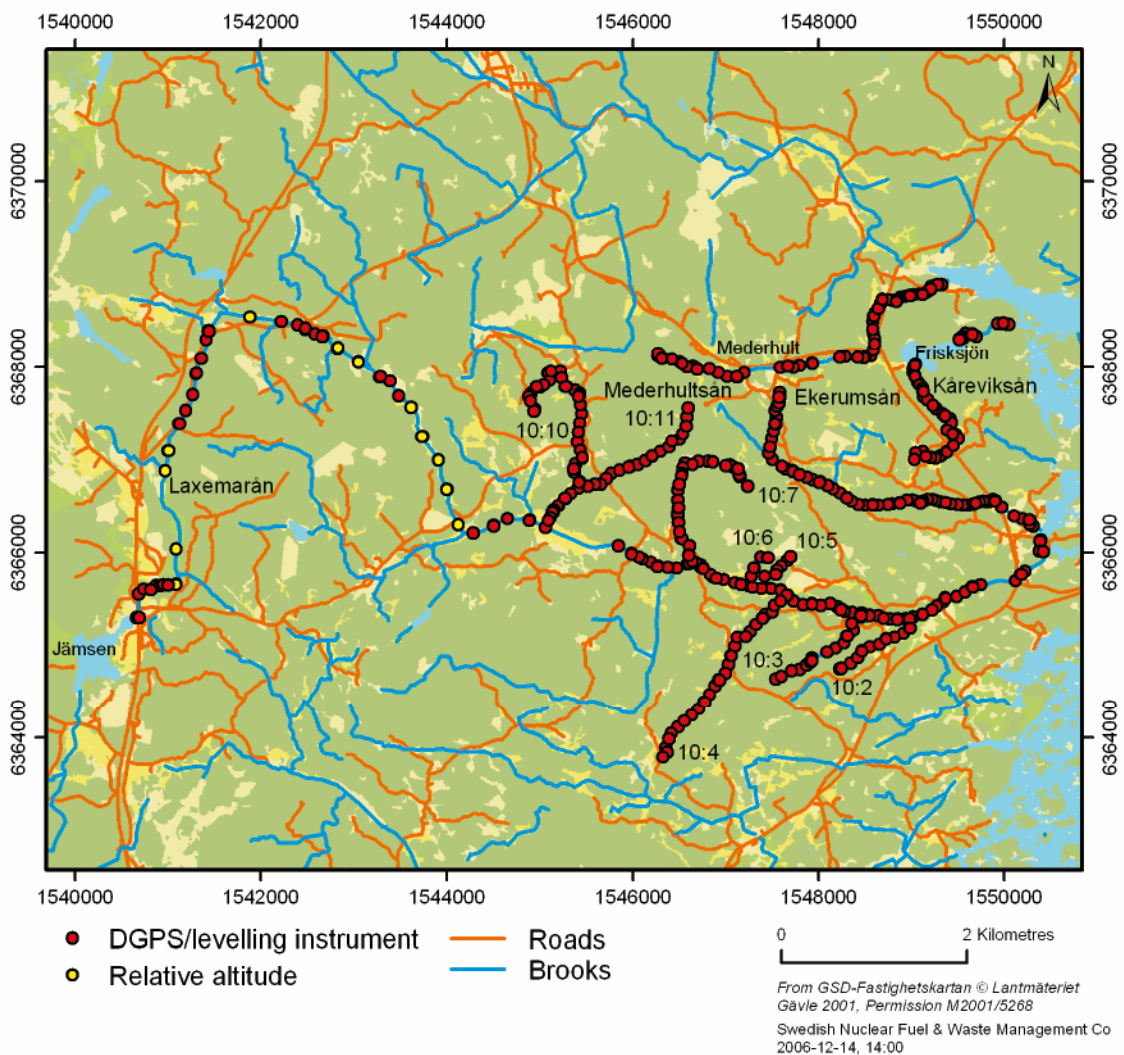 1540000 1542000 1544000 1546000 1548000 1550000
N
6370000 6370000
Mederhult
Frisksjön
6368000 6368000
Mederhultsån Ekerumsån Kåreviksån
10:10 10:11
Laxemarån
10:7
10:6 10:5
6366000 6366000
Jämsen
10:3
10:2
10:4
6364000 6364000
1540000 1542000 1544000 1546000 1548000 1550000
DGPS/levelling instrument
Relative altitude
Roads
Brooks
0 2 Kilometres
From GSD-Fastighetskartan © Lantmäteriet
Gävle 2001, Permission M2001/5268
Swedish Nuclear Fuel & Waste Management Co
2006-12-14, 14:00